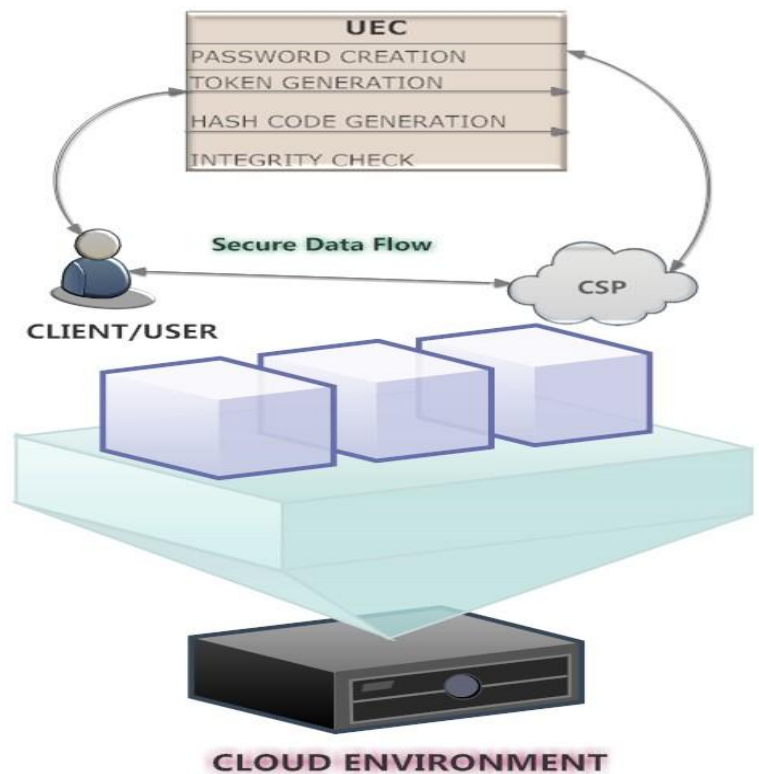 UEC
PASSWORD CREATION
TOKEN GENERATION
HASH CODE GENERATION
INTEGRITY CHECK
Secure Data Flow
CSP
CLIENT/USER
CLOUD ENVIRONMENT